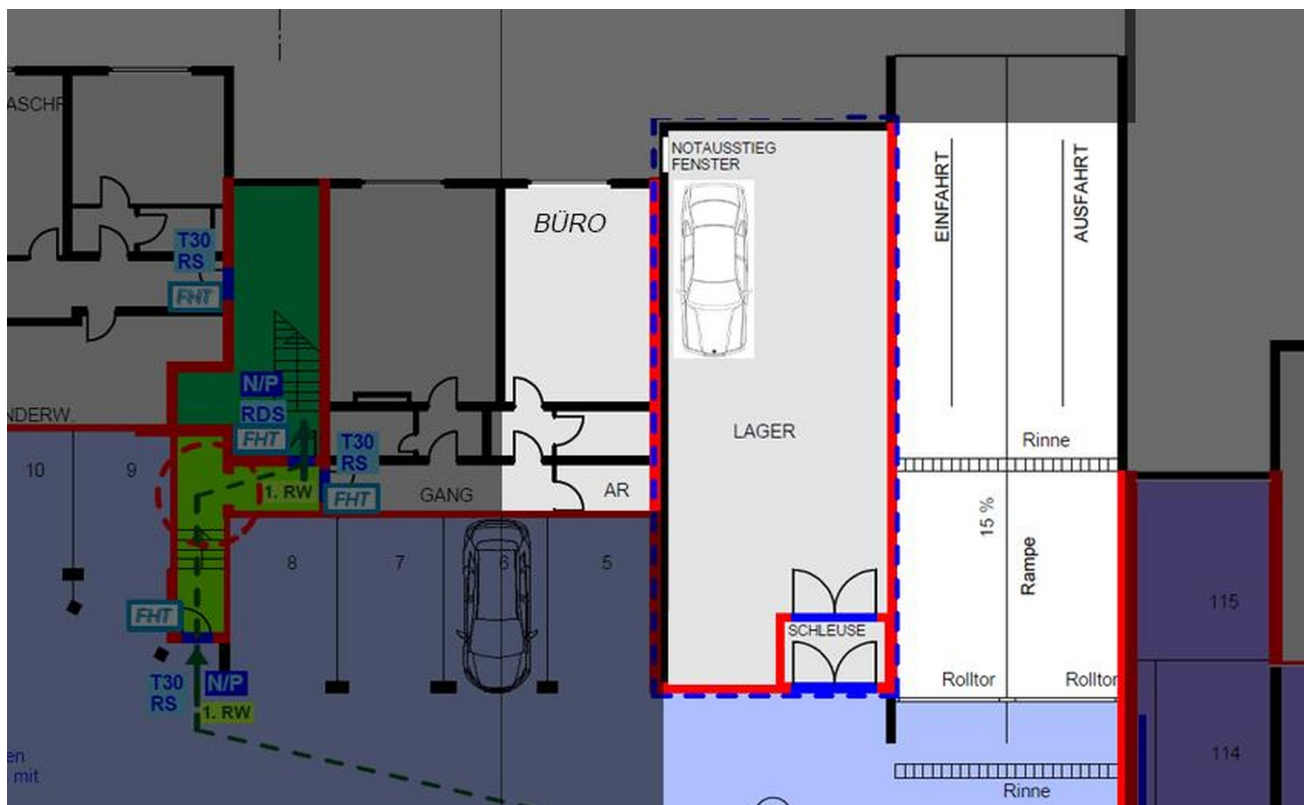 ASCHR
NOTAUSSTIEG
FENSTER
EINFAHRT
AUSFAHRT
BÜRO
T30
RS
FHT
N/P
RDS
FHT
NDERW.
LAGER
T30
RS
FHT
Rinne
10
9
1. RW
GANG
AR
15 %
Rampe
8
7
6
5
FHT
SCHLEUSE
115
T30
RS
N/P
1. RW
Rolltor
Rolltor
en
mit
114
Rinne